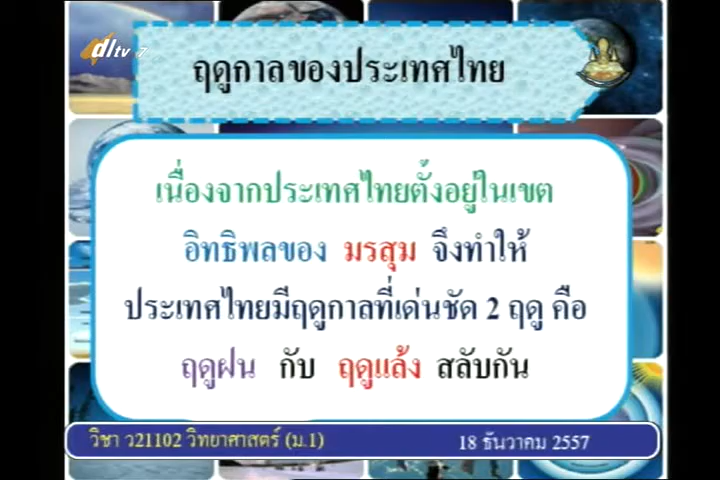 dltv 7
ฤดูกาลของประเทศไทย
เนื่องจากประเทศไทยตั้งอยู่ในเขต
อิทธิพลของ มรสุม จึงทำให้
ประเทศไทยมีฤดูกาลที่เด่นชัด 2 ฤดู คือ
ฤดูฝน กับ ฤดูแล้ง สลับกัน
วิชา ว21102 วิทยาศาสตร์ (ม.1) 18 ธันวาคม 2557